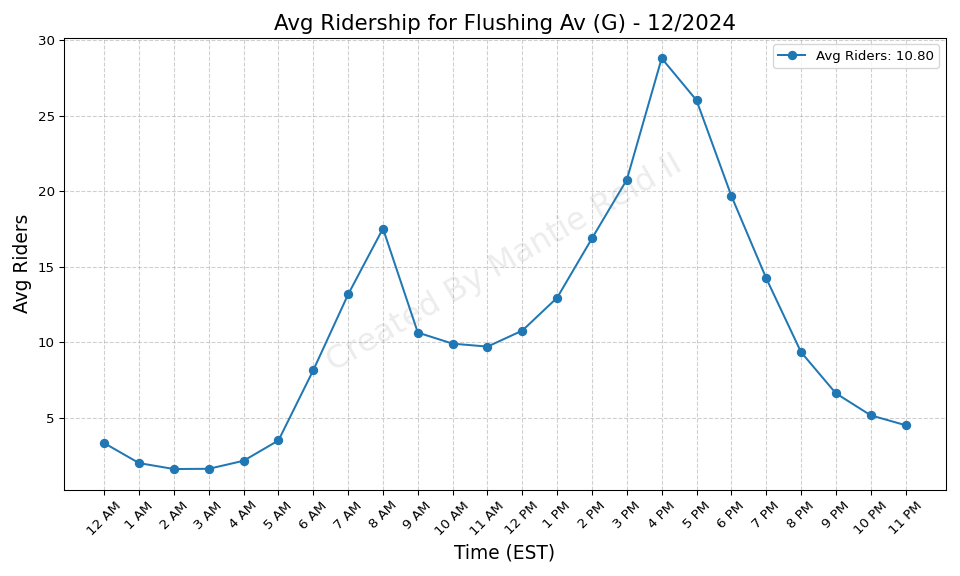 Avg Ridership for Flushing Av (G) - 12/2024
Avg Riders: 10.80
30
25
20
15
10
5
Avg Riders
Created By Mantie Reid II
12 AM 1 AM 2 AM 3 AM 4 AM 5 AM 6 AM 7 AM 8 AM 9 AM 10 AM 11 AM 12 PM 1 PM 2 PM 3 PM 4 PM 5 PM 6 PM 7 PM 8 PM 9 PM 10 PM 11 PM
Time (EST)